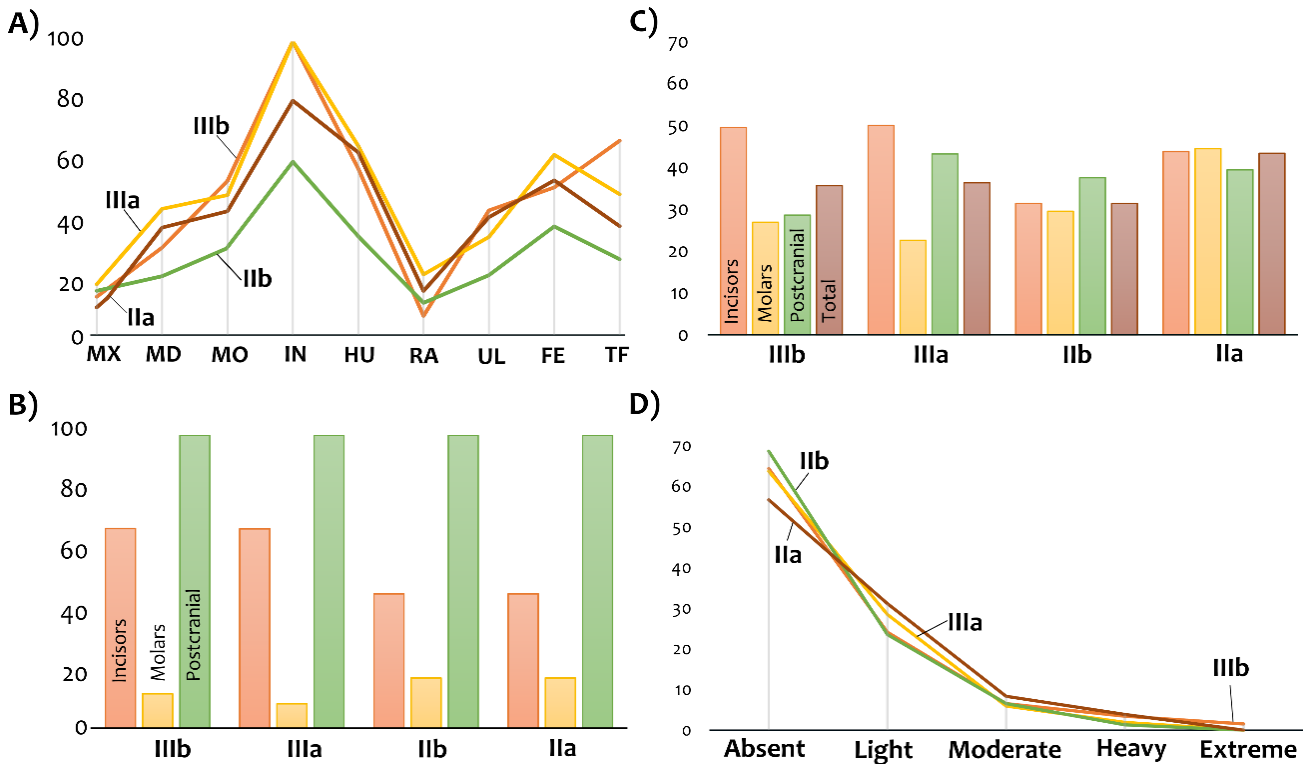 A)
100
80
60
40
20
0
IIIb
IIIa
IIb
IIa
MX MD MO IN HU RA UL FE TF
B)
100
80
60
40
20
0
Incisors
Molars
Postcranial
IIIb IIIa IIb IIa
C)
70
60
50
40
30
20
10
0
Incisors
Molars
Postcranial
Total
IIIb IIIa IIb IIa
D)
70
60
50
40
30
20
10
0
IIb
IIa
IIIa
IIIb
Absent Light Moderate Heavy Extreme